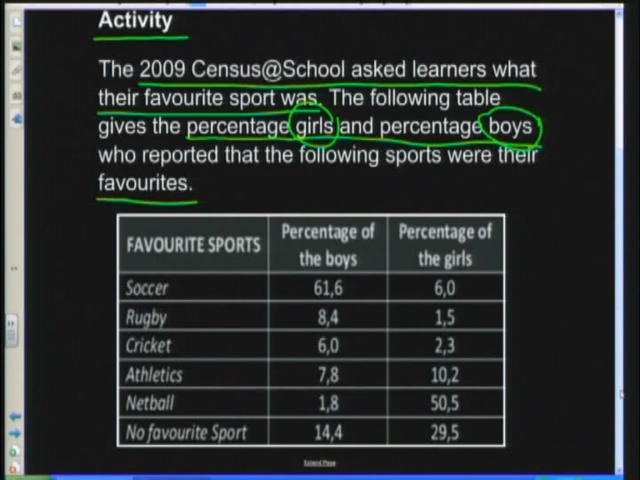 Activity
The 2009 Census@School asked learners what
their favourite sport was. The following table
gives the percentage girls and percentage boys
who reported that the following sports were their
favourites.
FAVOURITE SPORTS Percentage of the boys Percentage of the girls
Soccer 61,6 6,0
Rugby 8,4 1,5
Cricket 6,0 2,3
Athletics 7,8 10,2
Netball 1,8 50,5
No favourite Sport 14,4 29,5
Extend Page